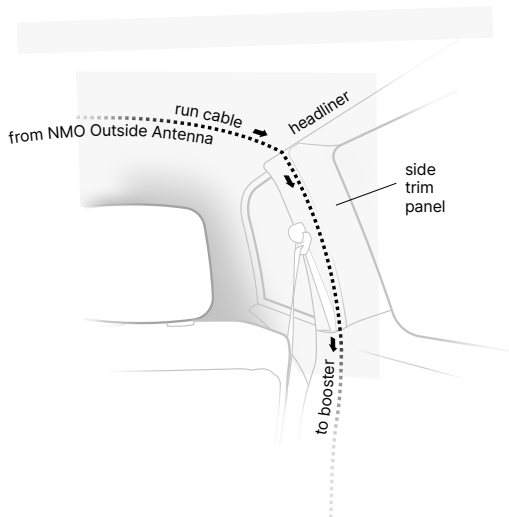 run cable
headliner
from NMO Outside Antenna
side
trim
panel
to booster